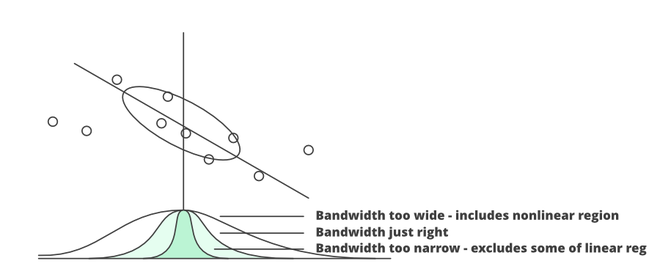 Bandwidth too wide - includes nonlinear region
Bandwidth just right
Bandwidth too narrow - excludes some of linear reg